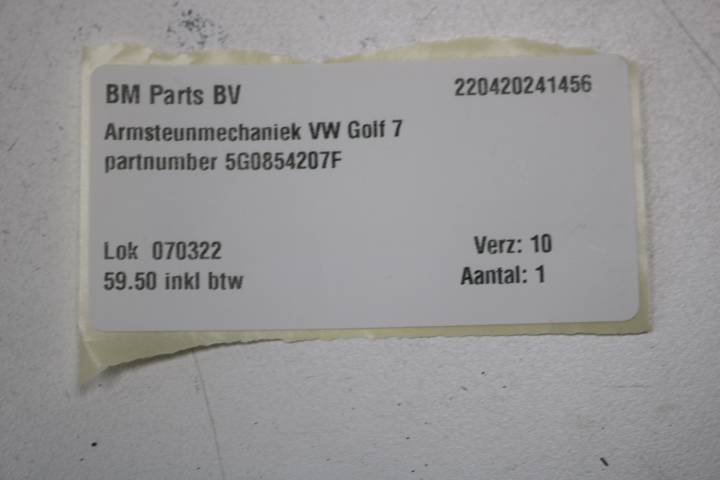 BM Parts BV 220420241456
Armsteunmechaniek VW Golf 7
partnumber 5G0854207F
Lok 070322 Verz: 10
59.50 inkl btw Aantal: 1